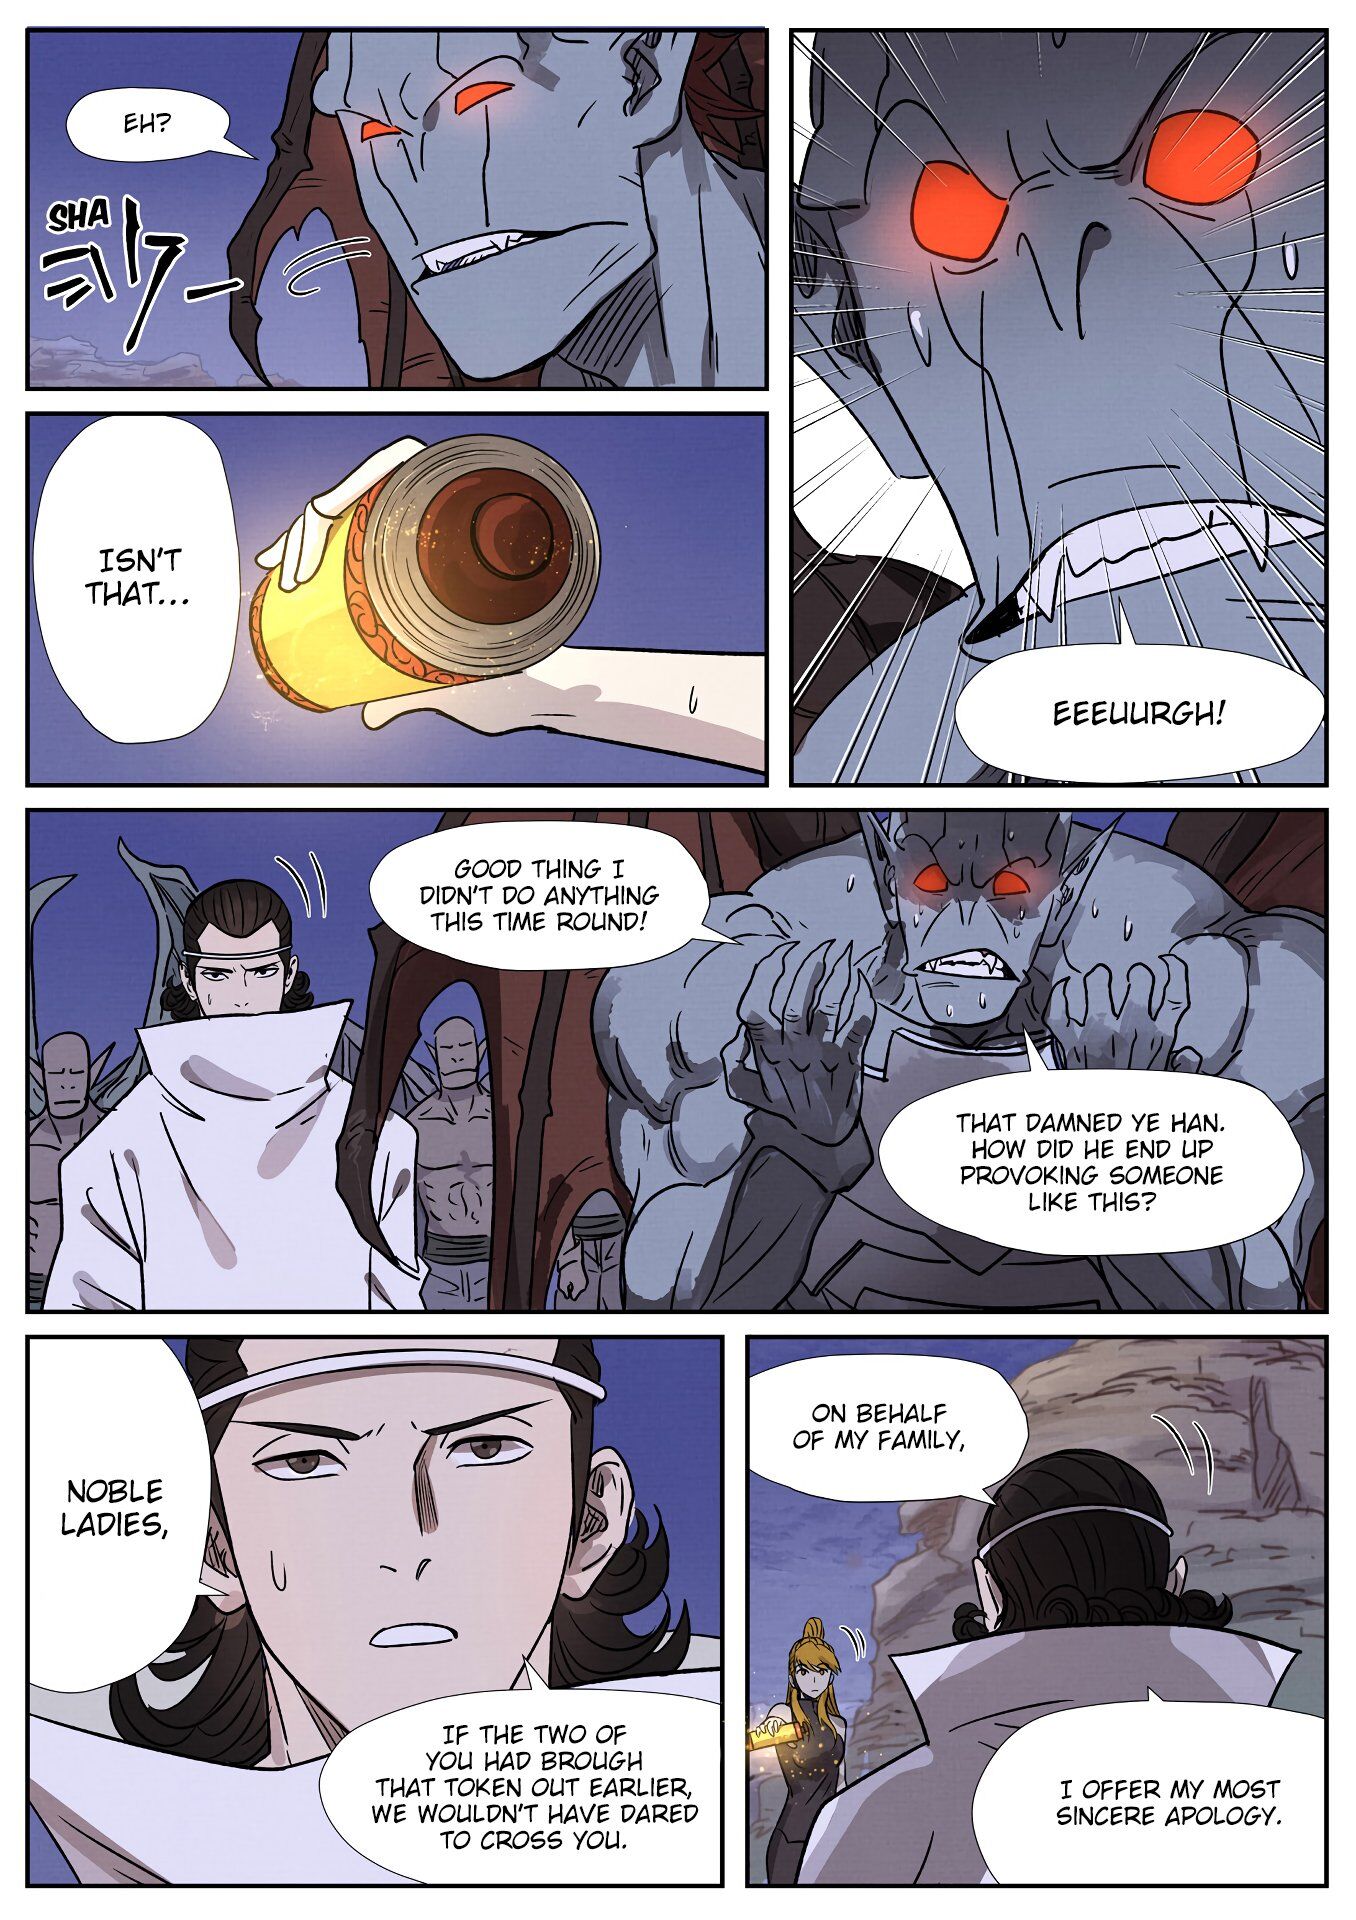 EH?
SHA
ISN'T
THAT...
EEEUURGH!
GOOD THING I
DIDN'T DO ANYTHING
THIS TIME ROUND!
THAT DAMNED YE HAN.
HOW DID HE END UP
PROVOKING SOMEONE
LIKE THIS?
NOBLE
LADIES,
IF THE TWO OF
YOU HAD BROUGH
THAT TOKEN OUT EARLIER,
WE WOULDN'T HAVE DARED
TO CROSS YOU.
ON BEHALF
OF MY FAMILY,
I OFFER MY MOST
SINCERE APOLOGY.